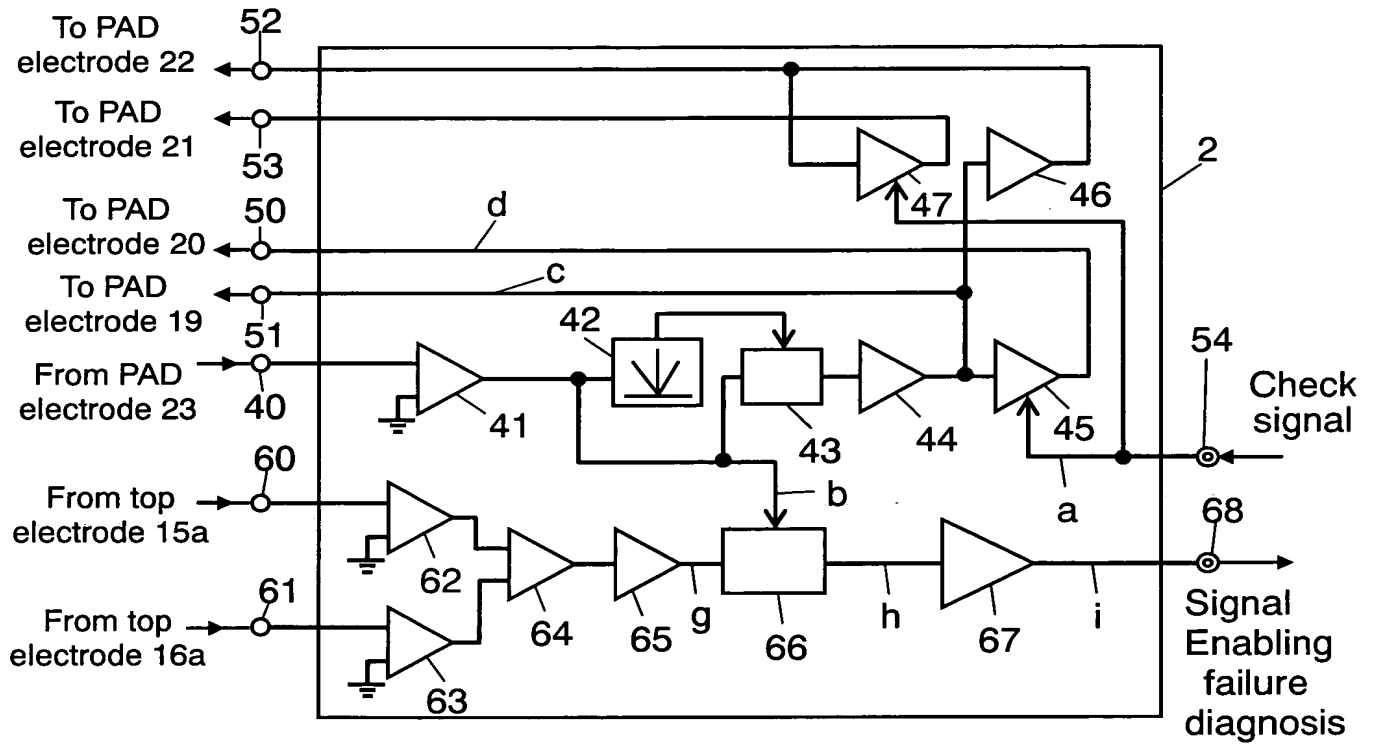 To PAD
electrode 22
52
To PAD
electrode 21
53
47
46
2
To PAD
electrode 20
50
d
To PAD
electrode 19
51
c
42
54
Check
signal
From PAD
electrode 23
40
41
43
44
45
a
b
60
From top
electrode 15a
62
68
61
From top
electrode 16a
63
64
65
g
66
h
67
i
Signal
Enabling
failure
diagnosis